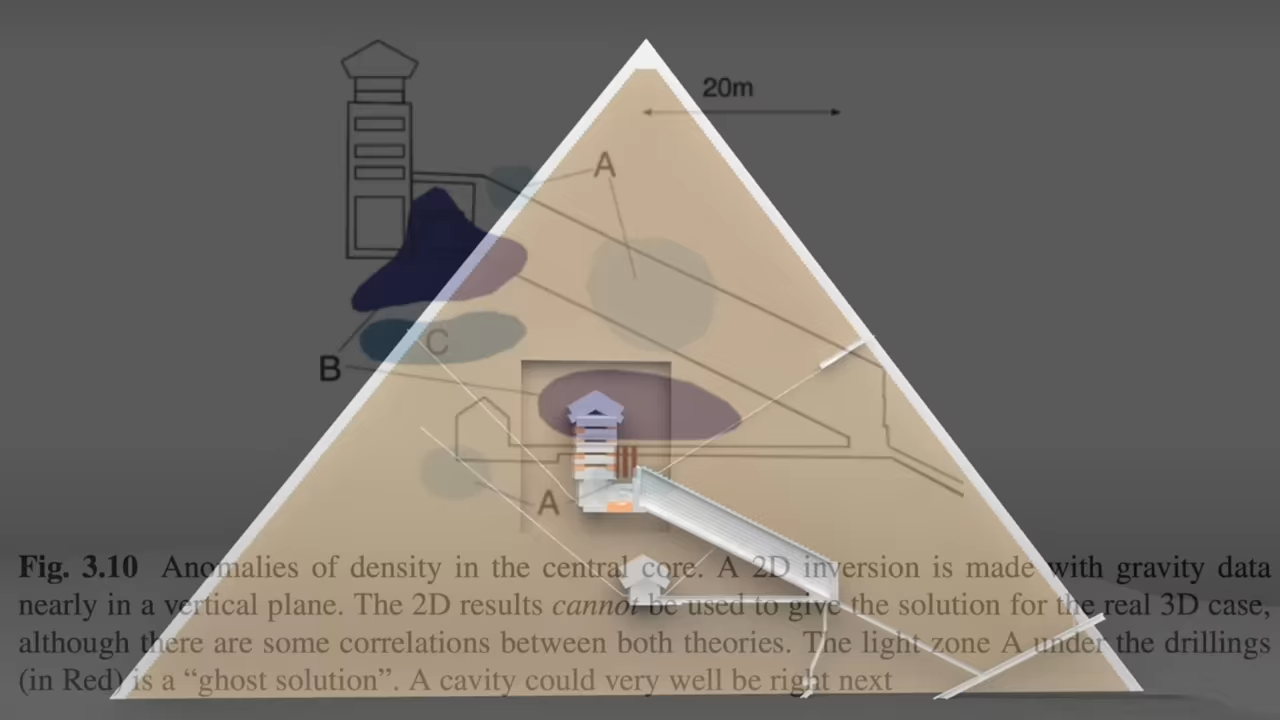 20m
A
C
B
A
Fig. 3.10 Anomalies of density in the central core. A 2D inversion is made with gravity data
nearly in a vertical plane. The 2D results cannot be used to give the solution for the real 3D case,
although there are some correlations between both theories. The light zone A under the drillings
(in Red) is a “ghost solution”. A cavity could very well be right next